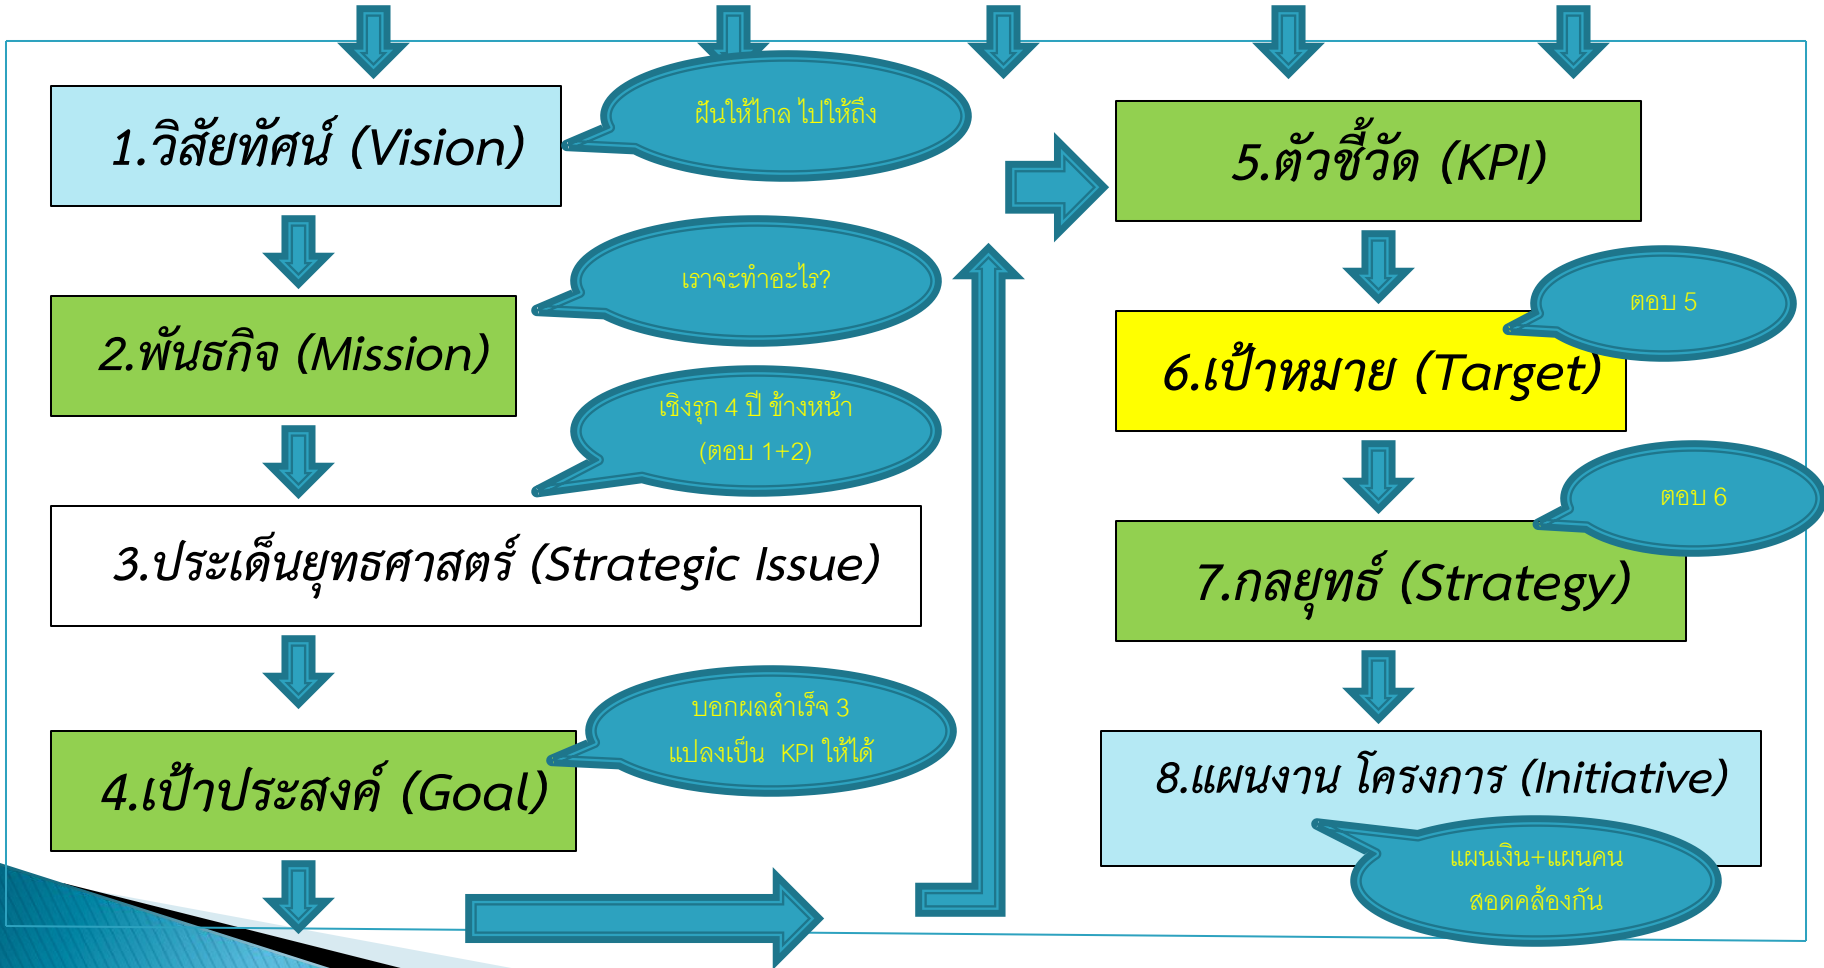 1.วิสัยทัศน์ (Vision)
ฝันให้ไกล ไปให้ถึง
2.พันธกิจ (Mission)
เราจะทำอะไร?
เชิงรุก 4 ปี ข้างหน้า
(ตอบ 1+2)
3.ประเด็นยุทธศาสตร์ (Strategic Issue)
บอกผลสำเร็จ 3
แปลงเป็น KPI ให้ได้
4.เป้าประสงค์ (Goal)
5.ตัวชี้วัด (KPI)
ตอบ 5
6.เป้าหมาย (Target)
ตอบ 6
7.กลยุทธ์ (Strategy)
8.แผนงาน โครงการ (Initiative)
แผนเงิน+แผนคน
สอดคล้องกัน